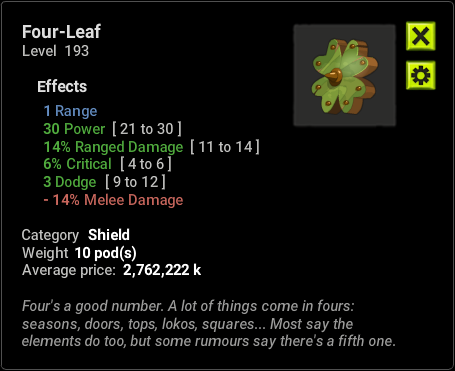 Four-Leaf
Level 193
Effects
1 Range
30 Power [ 21 to 30 ]
14% Ranged Damage [ 11 to 14 ]
6% Critical [ 4 to 6 ]
3 Dodge [ 9 to 12 ]
- 14% Melee Damage
Category Shield
Weight 10 pod(s)
Average price: 2,762,222 k
Four's a good number. A lot of things come in fours:
seasons, doors, tops, lokos, squares... Most say the
elements do too, but some rumours say there's a fifth one.